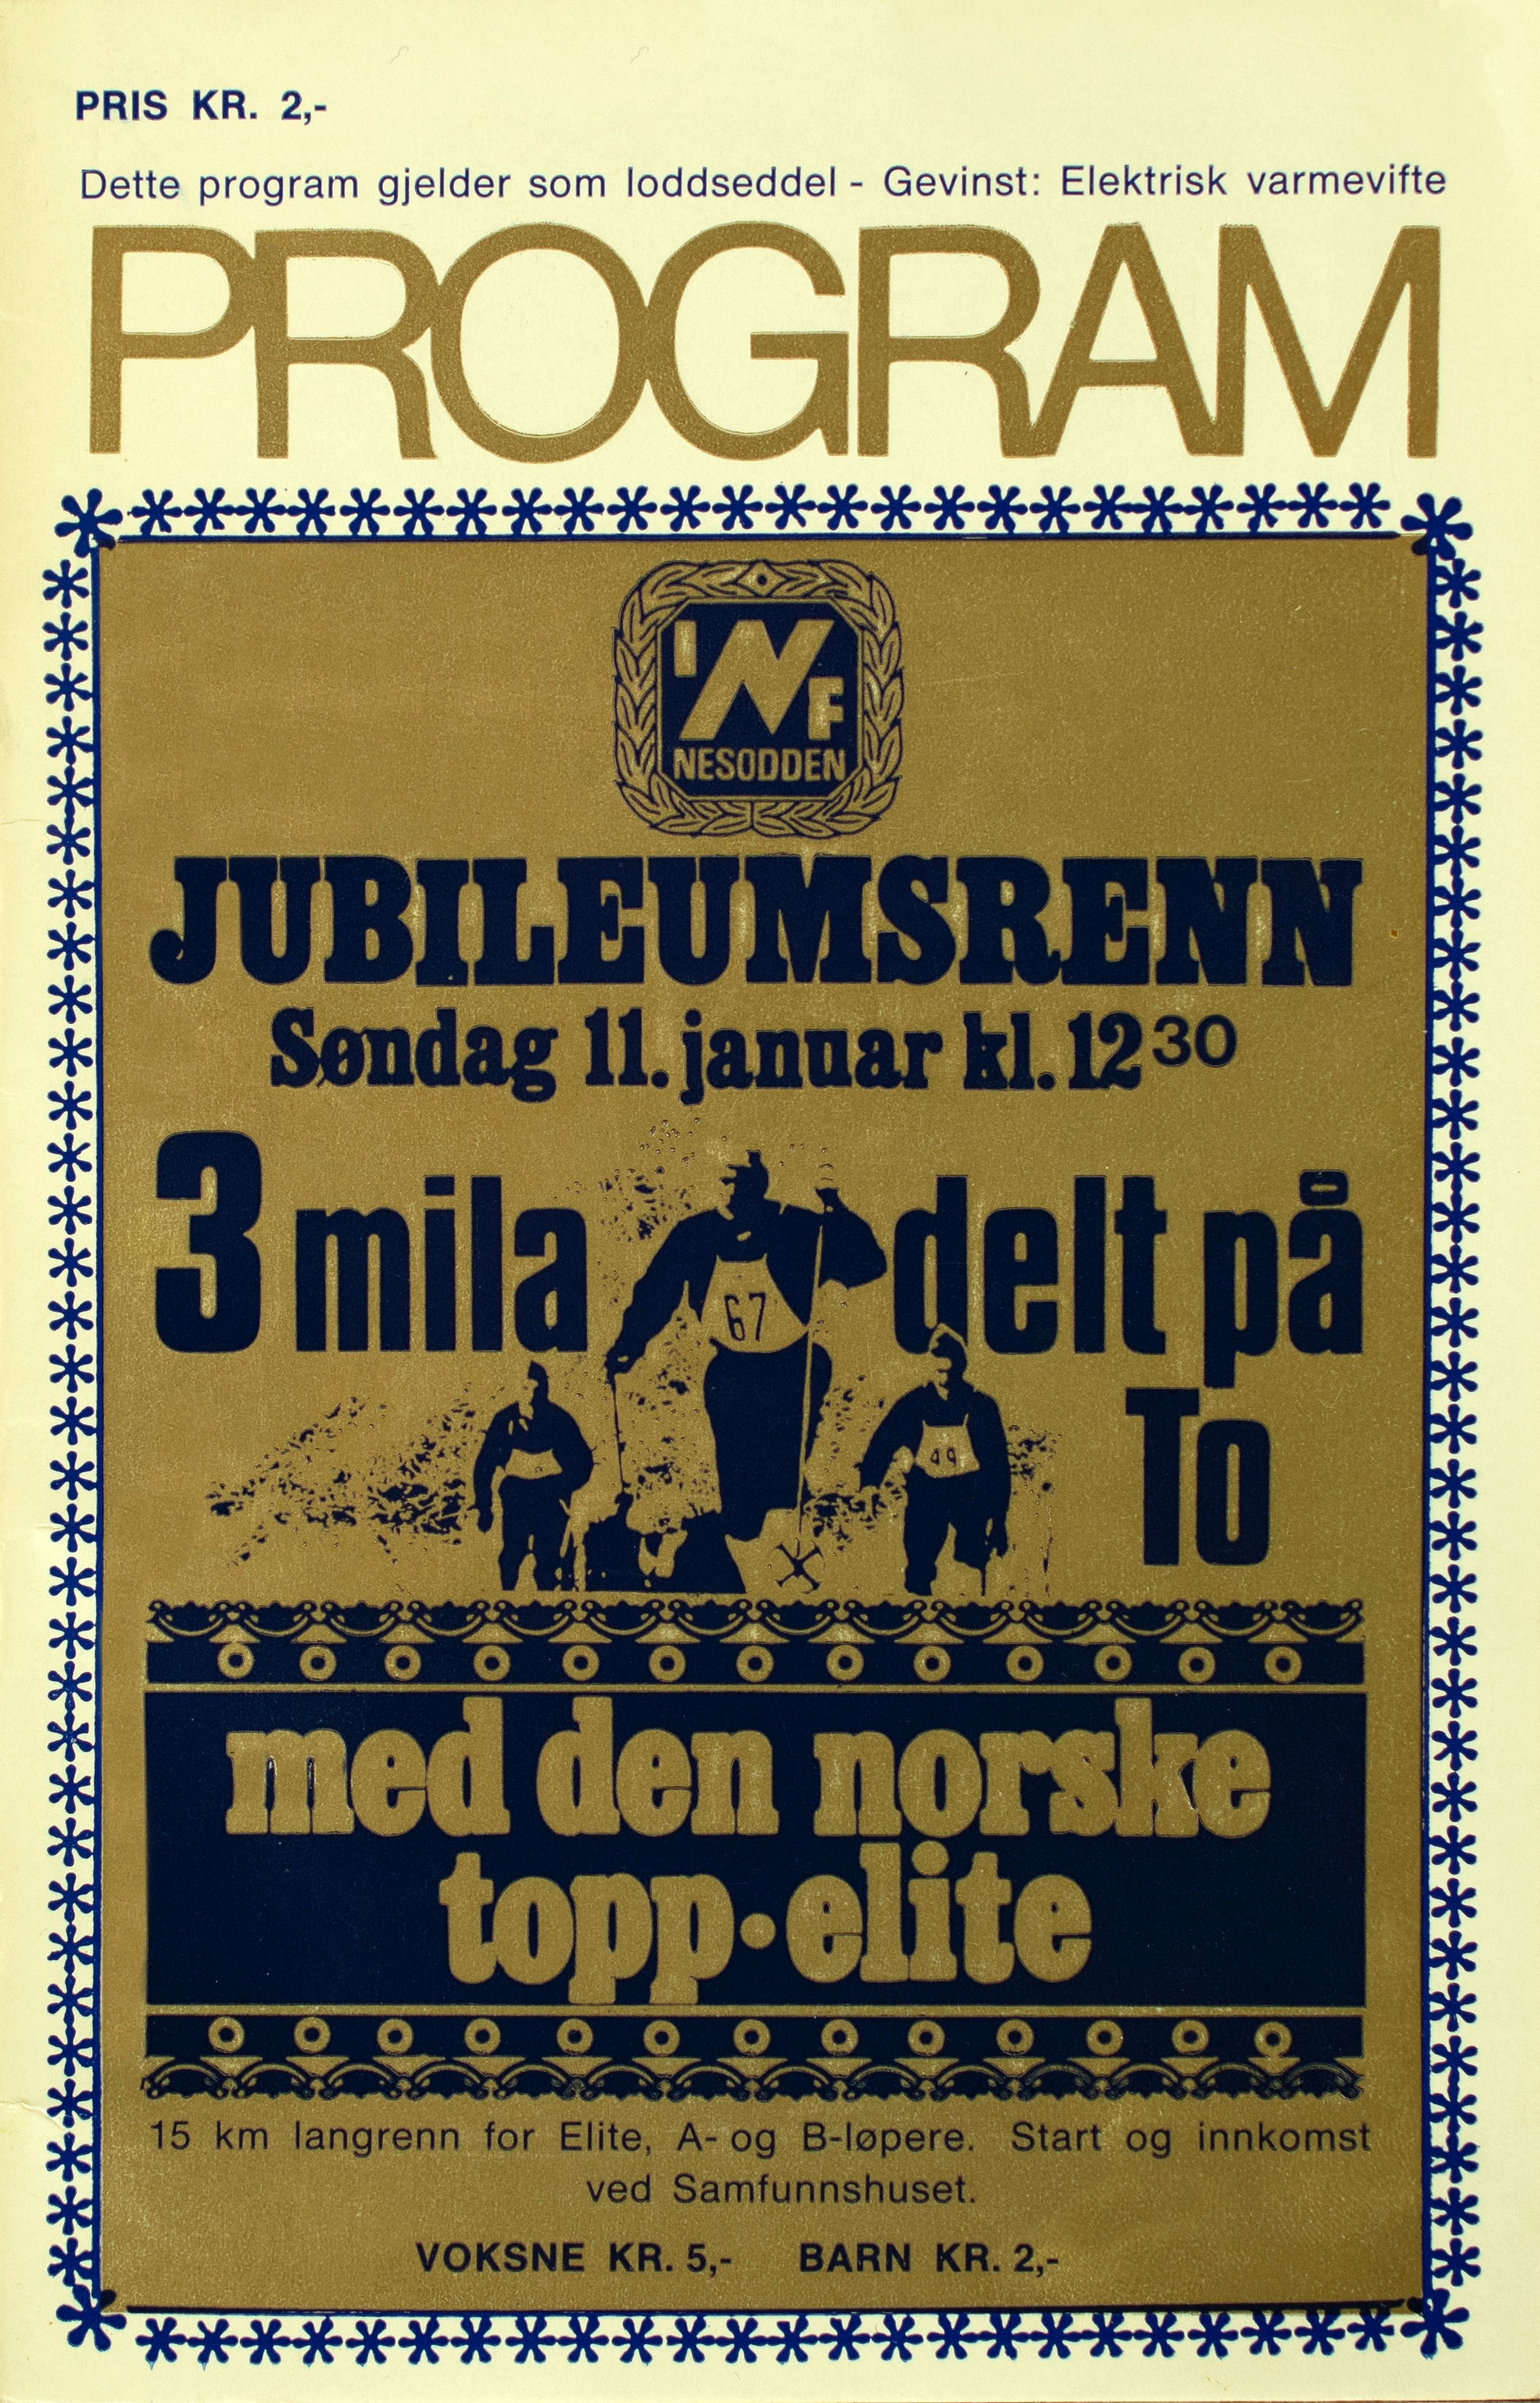 PRIS KR. 2,-
Dette program gjelder som loddseddel - Gevinst: Elektrisk varmevifte
PROGRAM
INF
NESODDEN
JUBILEUMSRENN
Søndag 11. januar kl. 12 30
3 mila delt på
67
49
To
med den norske
topp•elite
15 km langrenn for Elite, A- og B-løpere. Start og innkomst
ved Samfunnshuset.
VOKSNE KR. 5,- BARN KR. 2,-